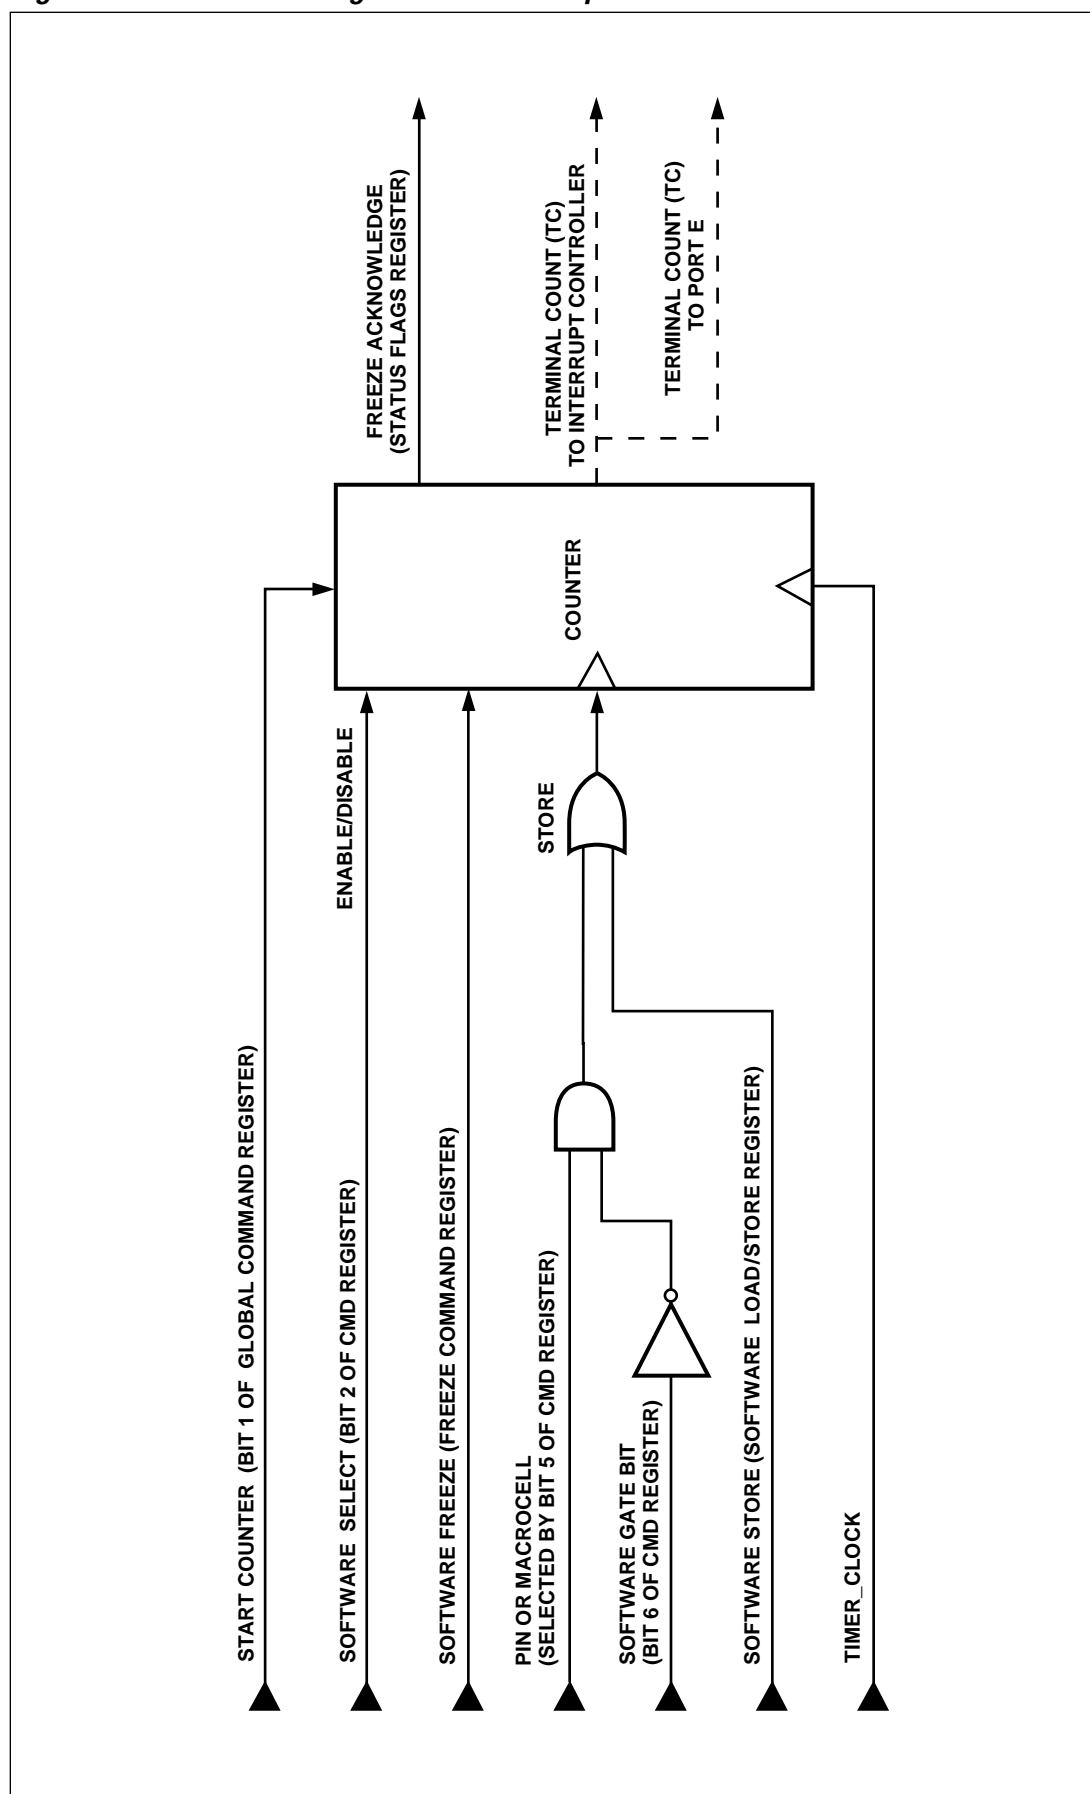 START COUNTER (BIT 1 OF GLOBAL COMMAND REGISTER)
SOFTWARE SELECT (BIT 2 OF CMD REGISTER)
ENABLE/DISABLE
SOFTWARE FREEZE (FREEZE COMMAND REGISTER)
PIN OR MACROCELL
(SELECTED BY BIT 5 OF CMD REGISTER)
SOFTWARE GATE BIT
(BIT 6 OF CMD REGISTER)
SOFTWARE STORE (SOFTWARE LOAD/STORE REGISTER)
TIMER_CLOCK
STORE
COUNTER
FREEZE ACKNOWLEDGE
(STATUS FLAGS REGISTER)
TERMINAL COUNT (TC)
TO INTERRUPT CONTROLLER
TERMINAL COUNT (TC)
TO PORT E